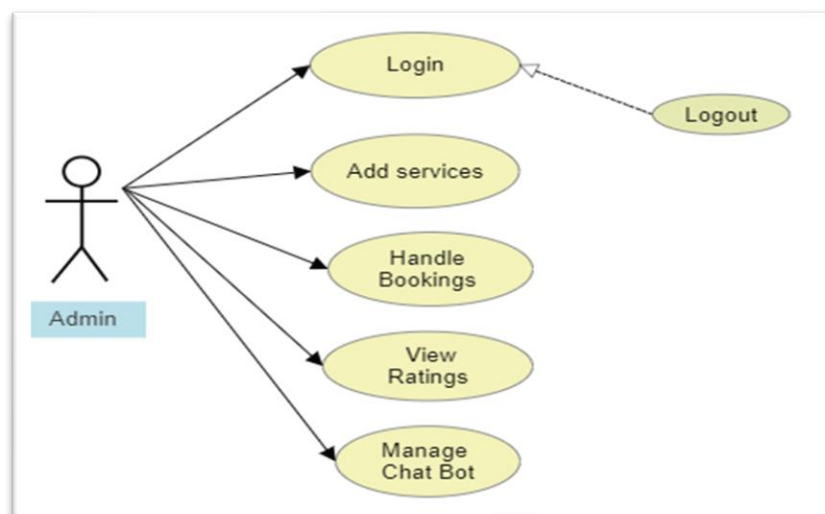 Login
Logout
Add services
Handle
Bookings
Admin
View
Ratings
Manage
Chat Bot